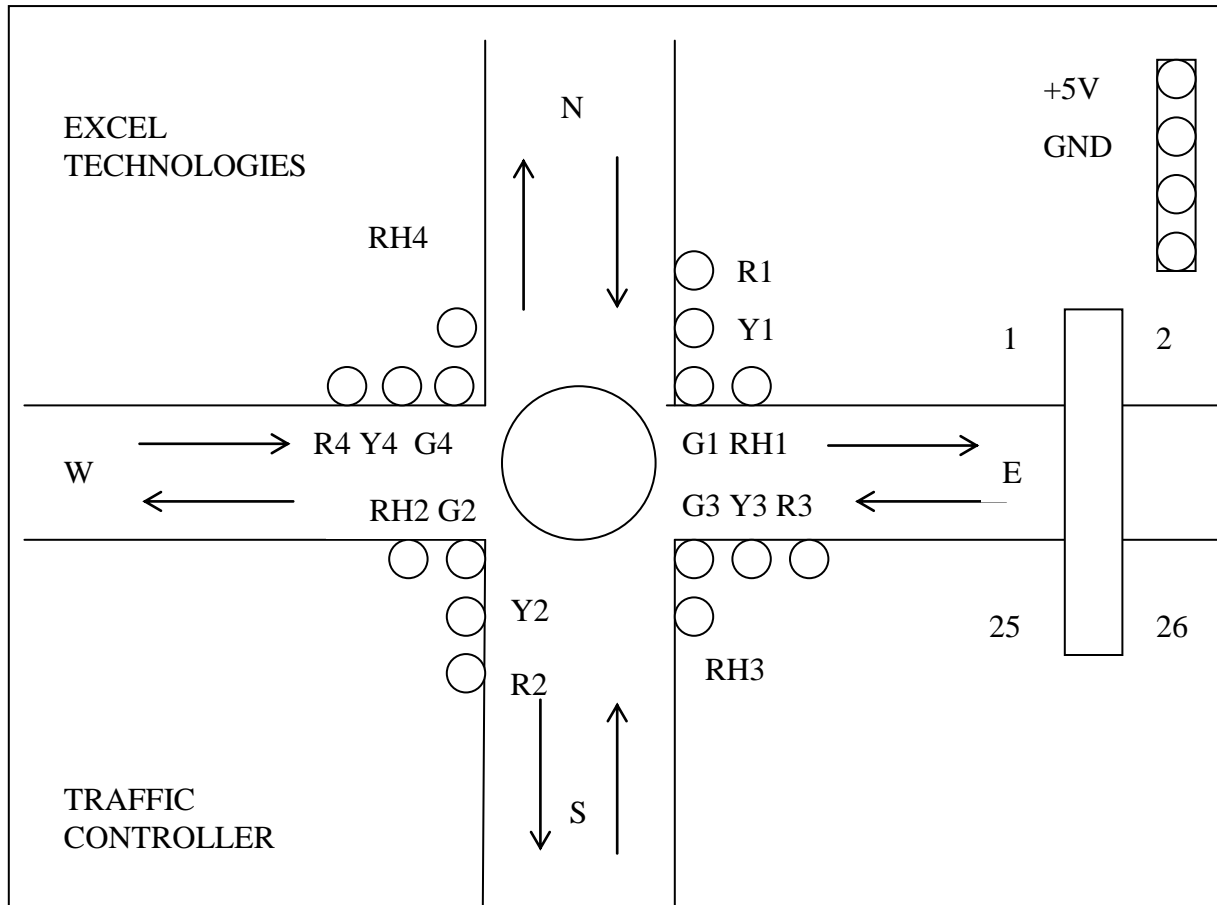 EXCEL
TECHNOLOGIES
N
+5V
GND
RH4
R1
Y1
1
2
R4 Y4 G4
G1 RH1
W
E
RH2 G2
G3 Y3 R3
Y2
25
26
R2
RH3
TRAFFIC
CONTROLLER
S